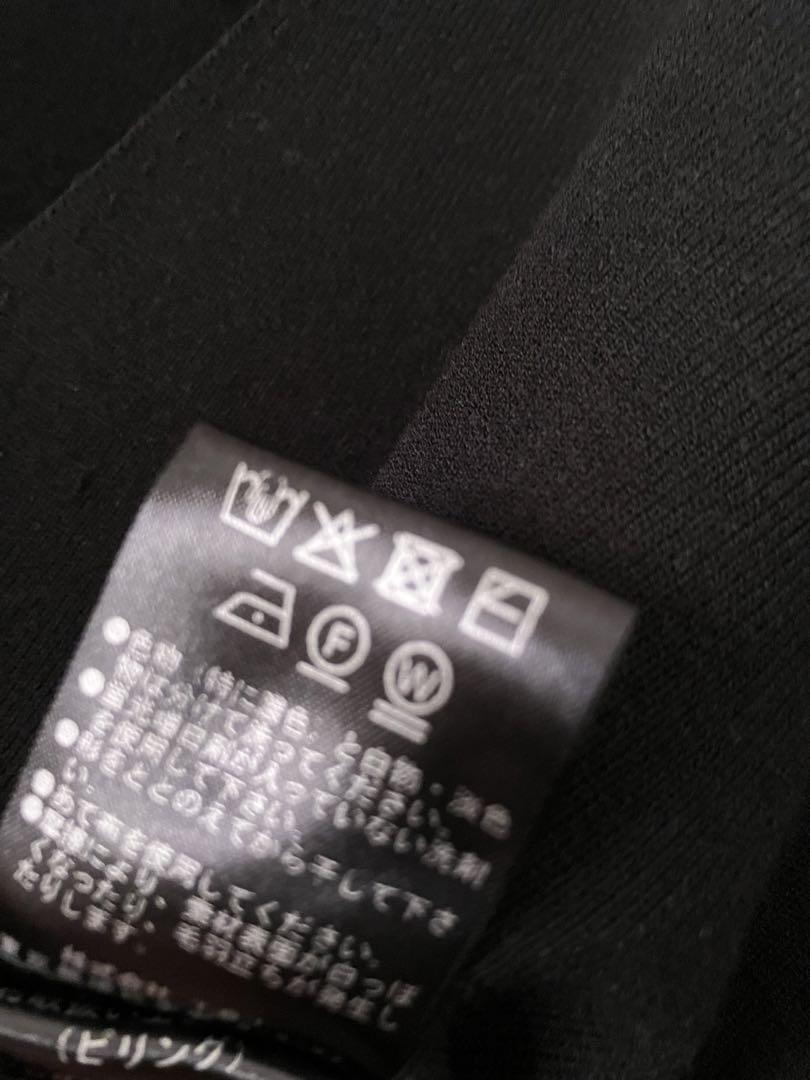 F
W
●色物(特に濃色)と白物・淡色
物は分けて洗ってください。
●蛍光増白剤の入っていない洗剤
を使用して下さい。
●形をととのえてから干して下さ
い。
●あて布を使用してください。
●摩擦により、素材表面が白っぽ
くなったり、毛羽立ちが発生し
たりします。
株式会社
(ピリング)